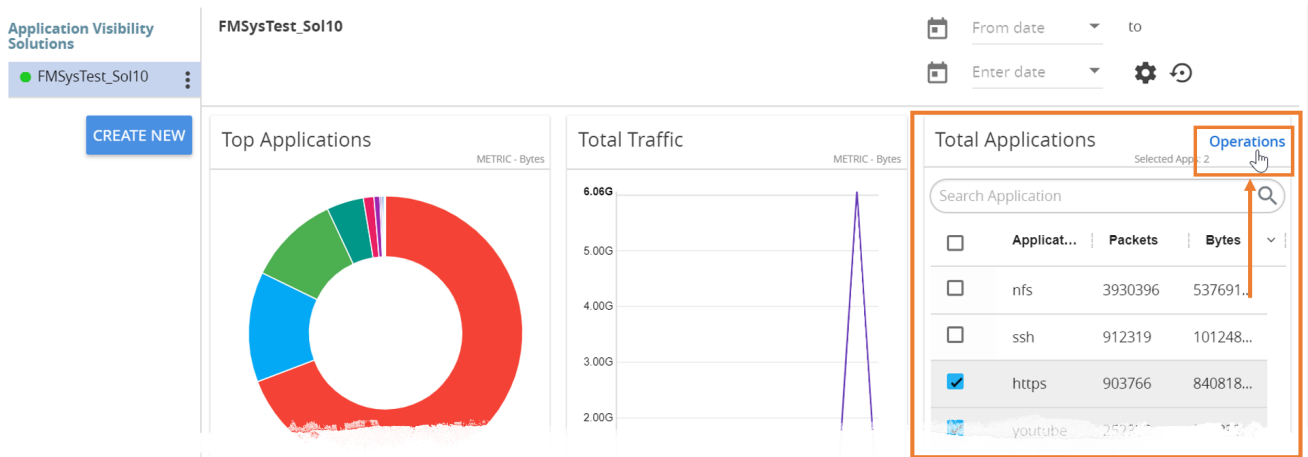 Application Visibility
Solutions
FMSysTest_Sol10
CREATE NEW
FMSysTest_Sol10
From date
to
Enter date
Top Applications
METRIC - Bytes
Total Traffic
METRIC - Bytes
6.06G
5.00G
4.00G
3.00G
2.00G
Total Applications
Operations
Selected Apps: 2
Search Application
Applicat... Packets Bytes
nfs 3930396 537691...
ssh 912319 101248...
https 903766 840818...
youtube